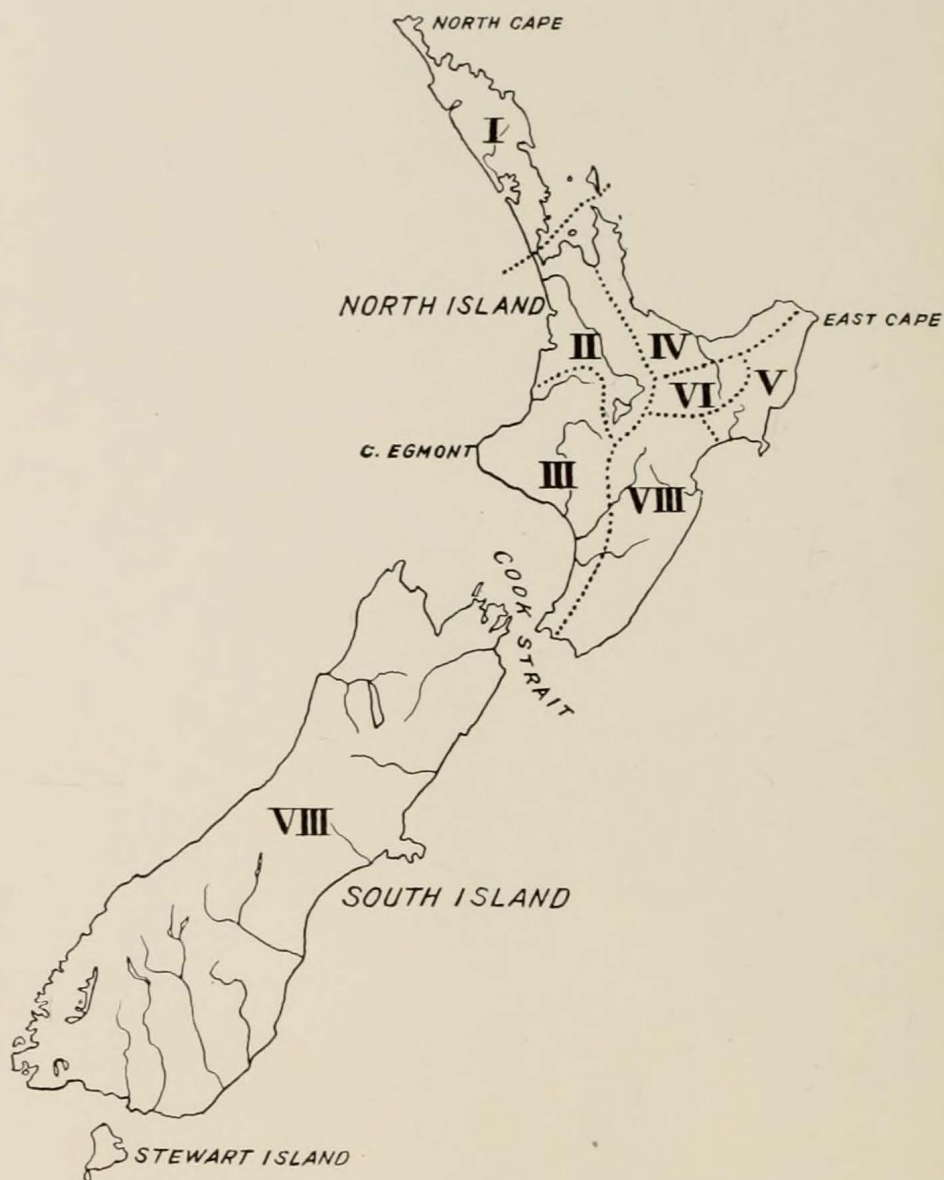 NORTH CAPE
I
NORTH ISLAND
EAST CAPE
II
IV
VI
V
C. EGMONT
III
VIII
COOK STRAIT
VIII
SOUTH ISLAND
STEWART ISLAND